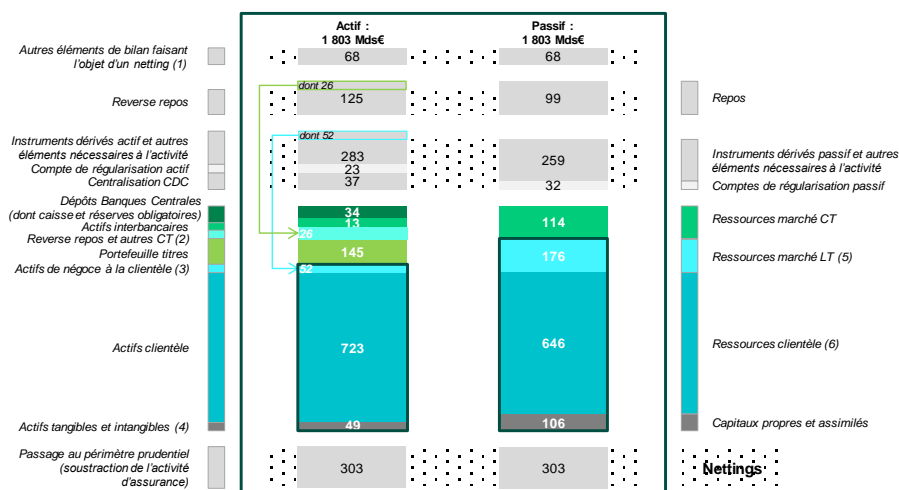 Actif :
1 803 Mds€
Passif :
1 803 Mds€
Autres éléments de bilan faisant
l'objet d'un netting (1)
68
68
dont 26
Reverse repos
125
99
Repos
dont 52
Instruments dérivés actif et autres
éléments nécessaires à l'activité
283
259
Instruments dérivés passif et autres
éléments nécessaires à l'activité
Compte de régularisation actif
23
Centralisation CDC
37
32
Comptes de régularisation passif
Dépôts Banques Centrales
(dont caisse et réserves obligatoires)
34
Actifs interbancaires
13
114
Ressources marché CT
Reverse repos et autres CT (2)
26
Portefeuille titres
145
176
Ressources marché LT (5)
Actifs de négoce à la clientèle (3)
52
Actifs clientèle
723
646
Ressources clientèle (6)
Actifs tangibles et intangibles (4)
49
106
Capitaux propres et assimilés
Passage au périmètre prudentiel
(soustraction de l'activité
d'assurance)
303
303
Nettings